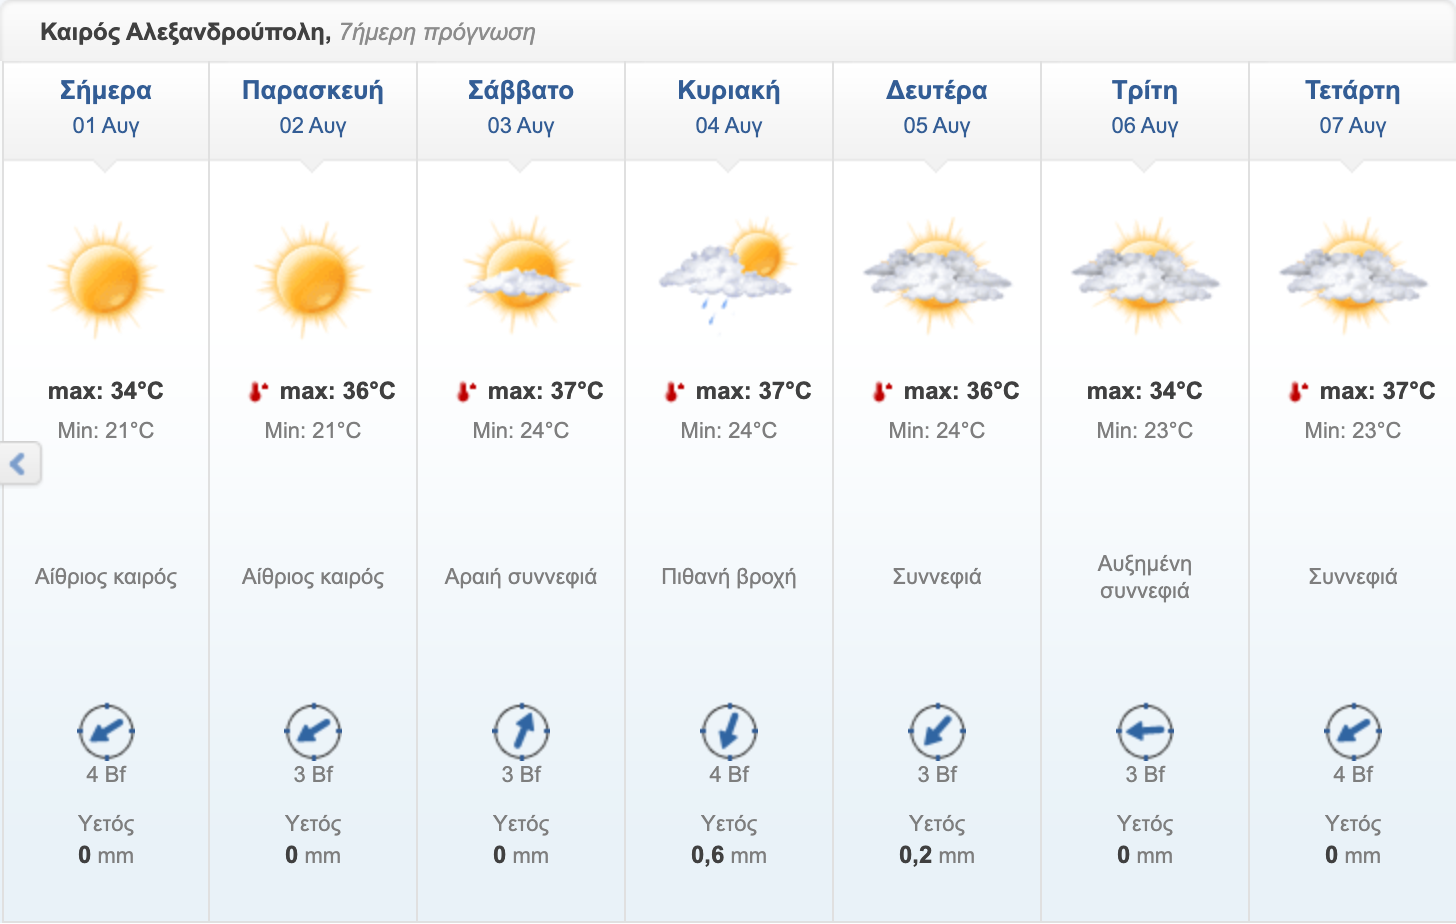 Καιρός Αλεξανδρούπολη, 7ήμερη πρόγνωση
Σήμερα
01 Αυγ
max: 34°C
Min: 21°C
Αίθριος καιρός
4 Bf
Υετός
0 mm
Παρασκευή
02 Αυγ
max: 36°C
Min: 21°C
Αίθριος καιρός
3 Bf
Υετός
0 mm
Σάββατο
03 Αυγ
max: 37°C
Min: 24°C
Αραιή συννεφιά
3 Bf
Υετός
0 mm
Κυριακή
04 Αυγ
max: 37°C
Min: 24°C
Πιθανή βροχή
4 Bf
Υετός
0,6 mm
Δευτέρα
05 Αυγ
max: 36°C
Min: 24°C
Συννεφιά
3 Bf
Υετός
0,2 mm
Τρίτη
06 Αυγ
max: 34°C
Min: 23°C
Αυξημένη
συννεφιά
3 Bf
Υετός
0 mm
Τετάρτη
07 Αυγ
max: 37°C
Min: 23°C
Συννεφιά
4 Bf
Υετός
0 mm